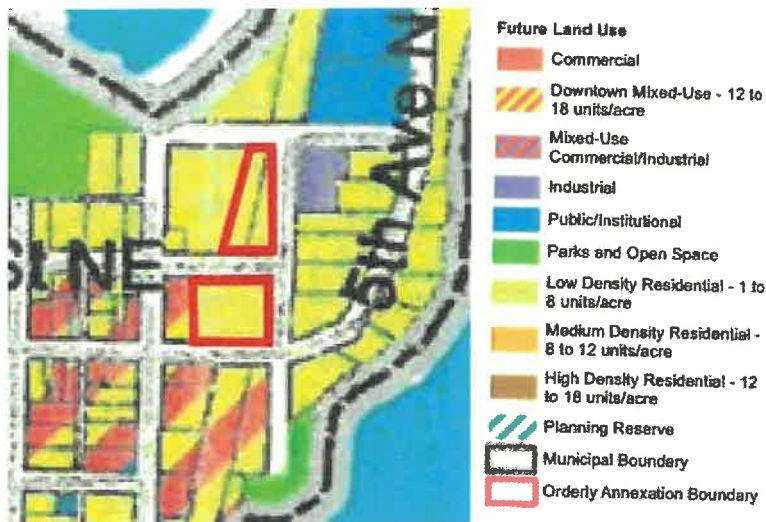 5th Ave N
St NE
Future Land Use
Commercial
Downtown Mixed-Use - 12 to
18 units/acre
Mixed-Use
Commercial/Industrial
Industrial
Public/Institutional
Parks and Open Space
Low Density Residential - 1 to
8 units/acre
Medium Density Residential -
8 to 12 units/acre
High Density Residential - 12
to 18 units/acre
Planning Reserve
Municipal Boundary
Orderly Annexation Boundary